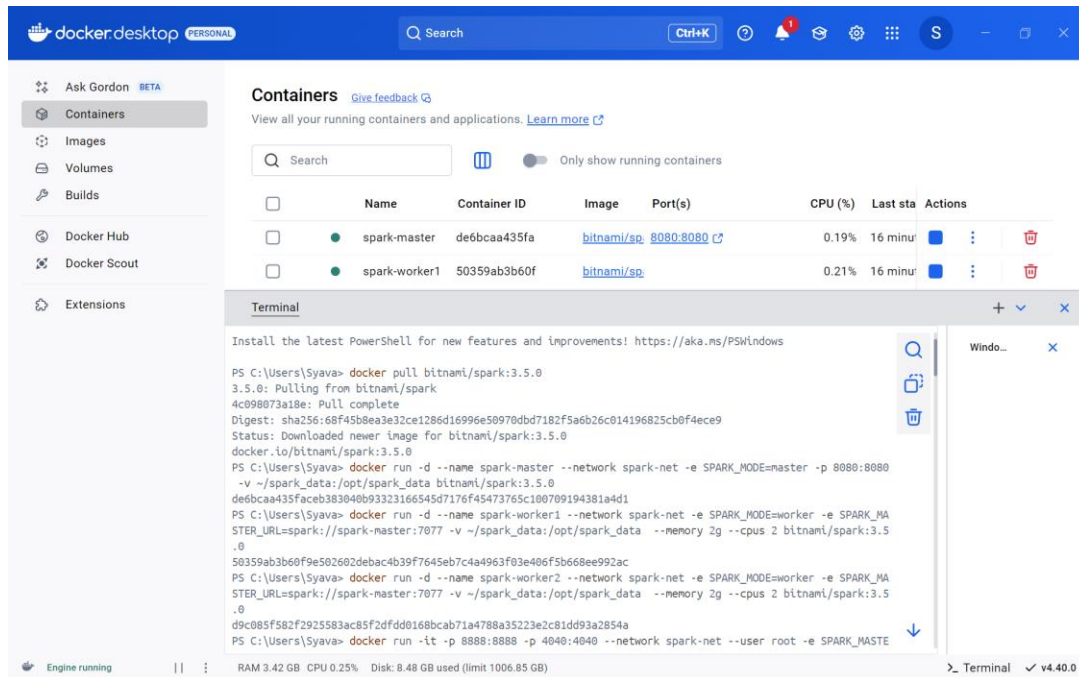 docker.desktop PERSONAL
Search
Ctrl+K
1
S
Ask Gordon BETA
Containers
Images
Volumes
Builds
Docker Hub
Docker Scout
Extensions
Containers Give feedback
View all your running containers and applications. Learn more
Search
Only show running containers
Name Container ID Image Port(s) CPU (%) Last sta Actions
spark-master de6bcaa435fa bitnami/sp 8080:8080 0.19% 16 minu
spark-worker1 50359ab3b60f bitnami/sp 0.21% 16 minu
Terminal
Windo...
Install the latest PowerShell for new features and improvements! https://aka.ms/PSWindows
PS C:\Users\Syava> docker pull bitnami/spark:3.5.0
3.5.0: Pulling from bitnami/spark
4c098073a18e: Pull complete
Digest: sha256:68f45b8ea3e32ce1286d16996e50970dbd7182f5a6b26c014196825cb0f4ece9
Status: Downloaded newer image for bitnami/spark:3.5.0
docker.io/bitnami/spark:3.5.0
PS C:\Users\Syava> docker run -d --name spark-master --network spark-net -e SPARK_MODE=master -p 8080:8080
-v ~/spark_data:/opt/spark_data bitnami/spark:3.5.0
de6bcaa435faceb383040b93323166545d7176f45473765c100709194381a4d1
PS C:\Users\Syava> docker run -d --name spark-worker1 --network spark-net -e SPARK_MODE=worker -e SPARK_MA
STER_URL=spark://spark-master:7077 -v ~/spark_data:/opt/spark_data --memory 2g --cpus 2 bitnami/spark:3.5
.0
50359ab3b60f9e502602debac4b39f7645eb7c4a4963f03e406f5b668ee992ac
PS C:\Users\Syava> docker run -d --name spark-worker2 --network spark-net -e SPARK_MODE=worker -e SPARK_MA
STER_URL=spark://spark-master:7077 -v ~/spark_data:/opt/spark_data --memory 2g --cpus 2 bitnami/spark:3.5
.0
d9c085f582f2925583ac85f2dfdd0168bcab71a4788a35223e2c81dd93a2854a
PS C:\Users\Syava> docker run -it -p 8888:8888 -p 4040:4040 --network spark-net --user root -e SPARK_MASTE
Engine running RAM 3.42 GB CPU 0.25% Disk: 8.48 GB used (limit 1006.85 GB) >_ Terminal v4.40.0